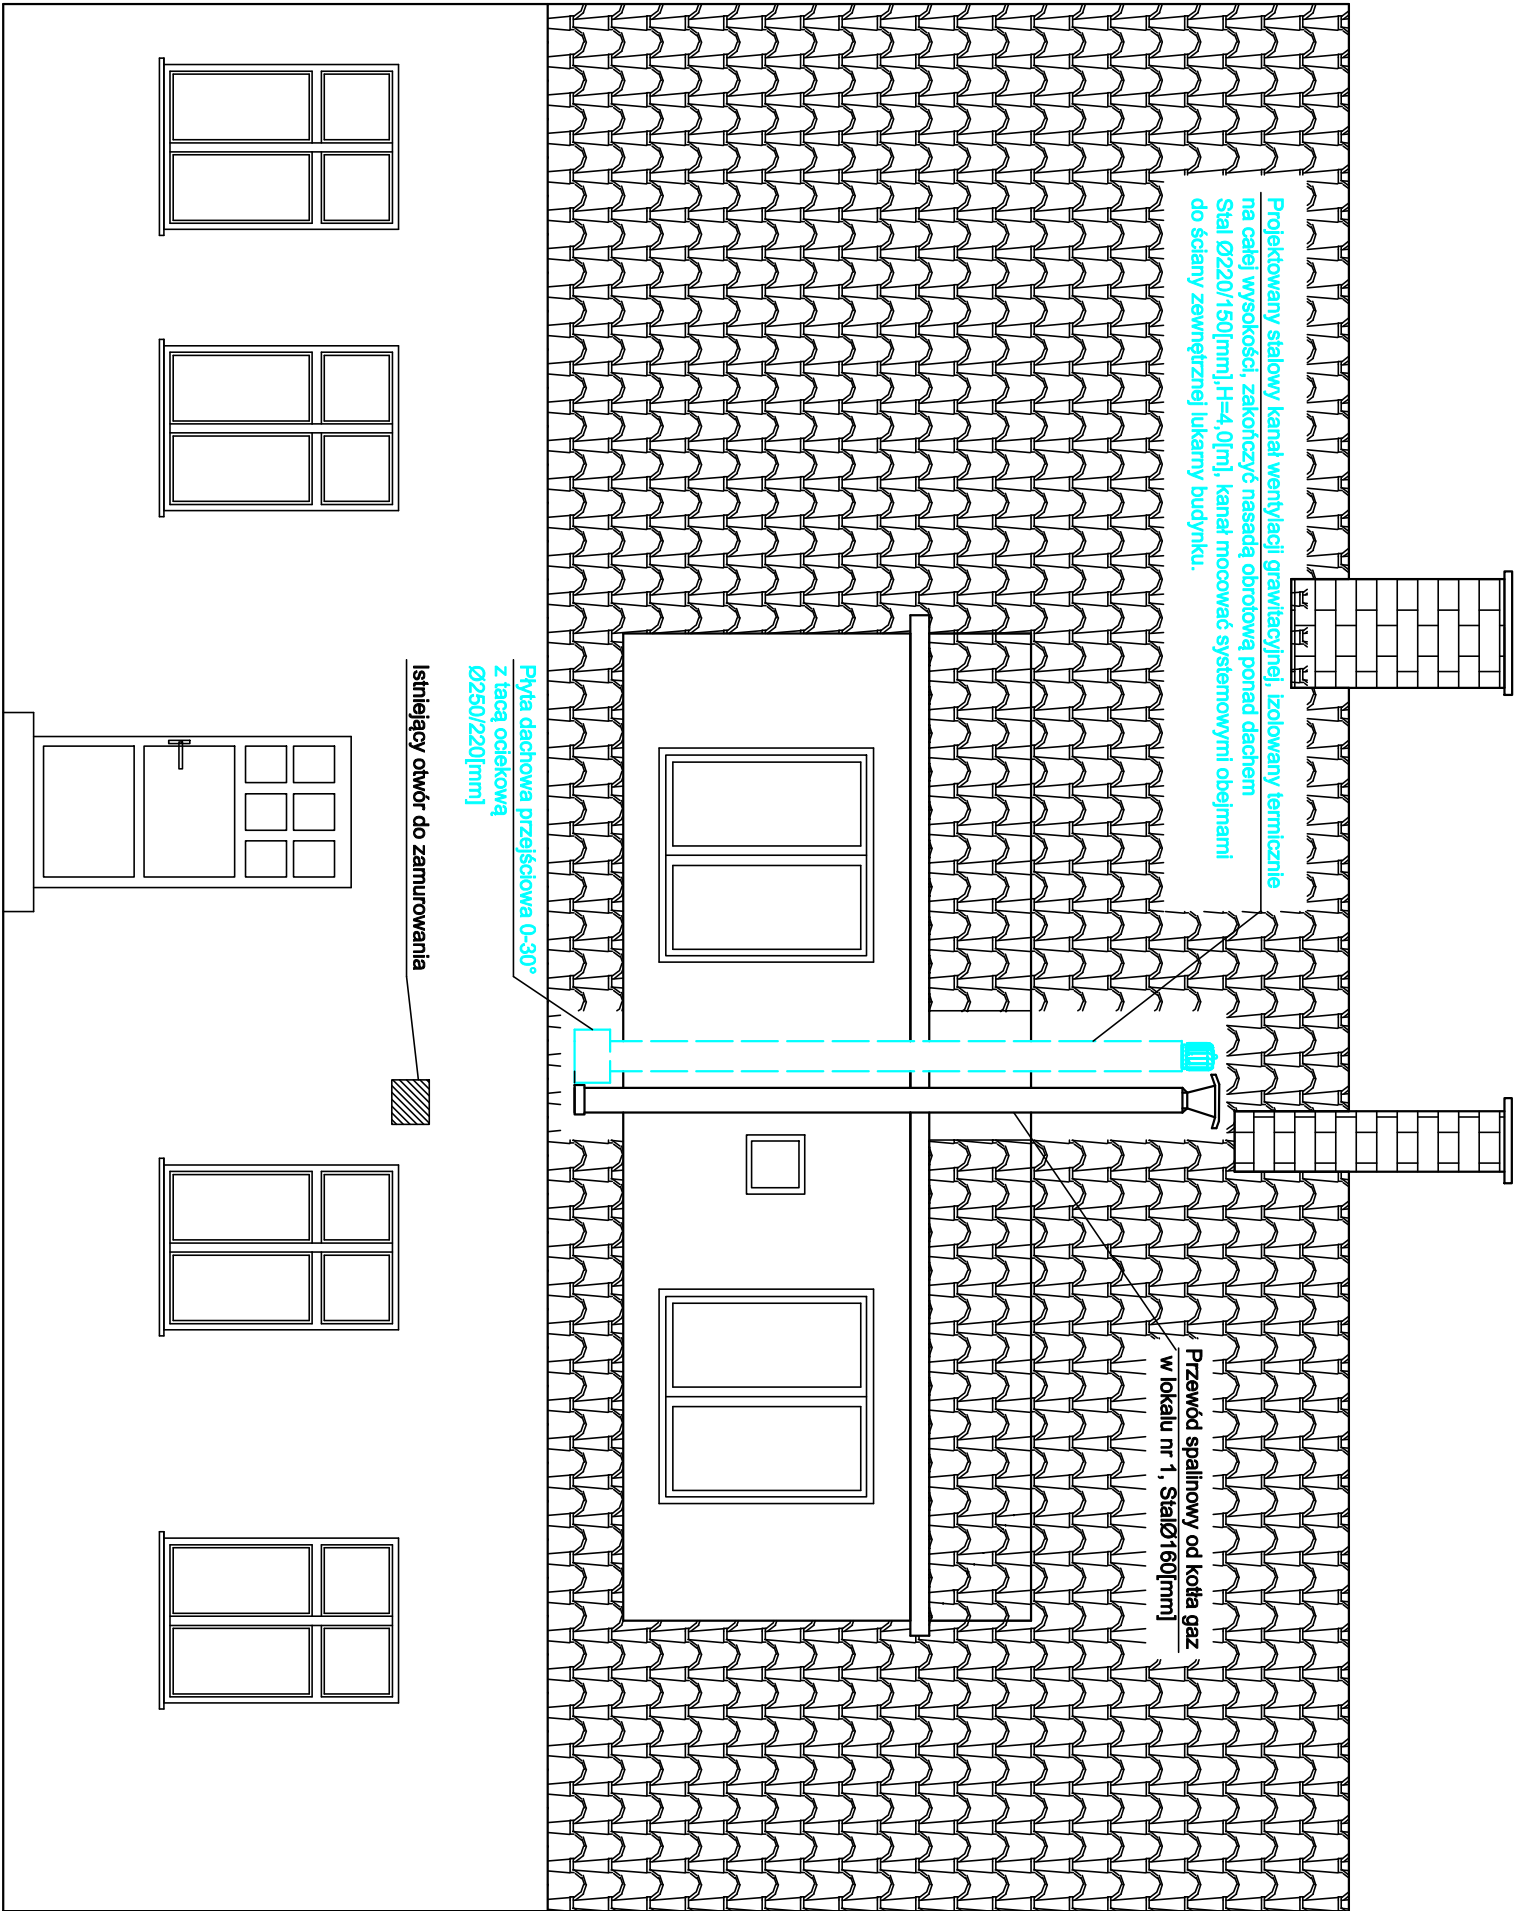 Projektowany stalowy kanał wentylacji grawitacyjnej, izolowany termicznie
na całej wysokości, zakończyć nasadą obrotową ponad dachem
Stal Ø220/150[mm],H=4,0[m], kanał mocować systemowymi obejmami
do ściany zewnętrznej lukarny budynku.
Przewód spalinowy od kotła gaz
w lokalu nr 1, StalØ160[mm]
Płyta dachowa przejściowa 0-30°
z tacą ociekową
Ø250/220[mm]
Istniejący otwór do zamurowania